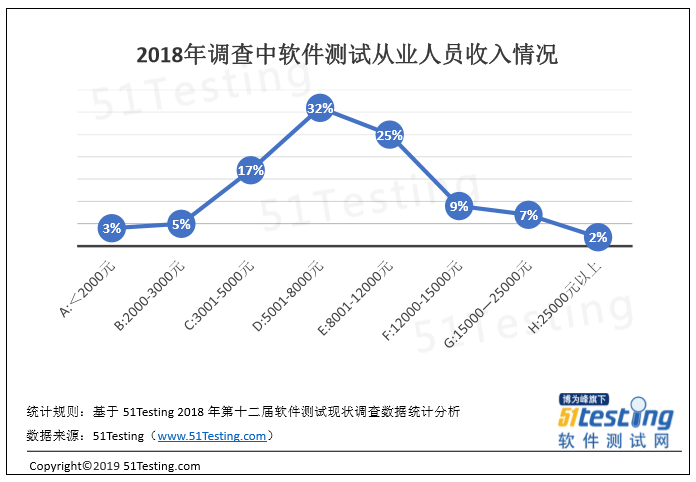 2018年调查中软件测试从业人员收入情况
51Testing
32%
25%
17%
51Testing
9%
7%
5%
3%
2%
A:＜2000元
B:2000-3000元
C:3001-5000元
D:5001-8000元
E:8001-12000元
F:12000-15000元
G:15000—25000元
H:25000元以上
51Testing
统计规则：基于 51Testing 2018 年第十二届软件测试现状调查数据统计分析
数据来源：51Testing（www.51Testing.com）
博为峰旗下
51testing
软件测试网
Copyright©2019 51Testing.com